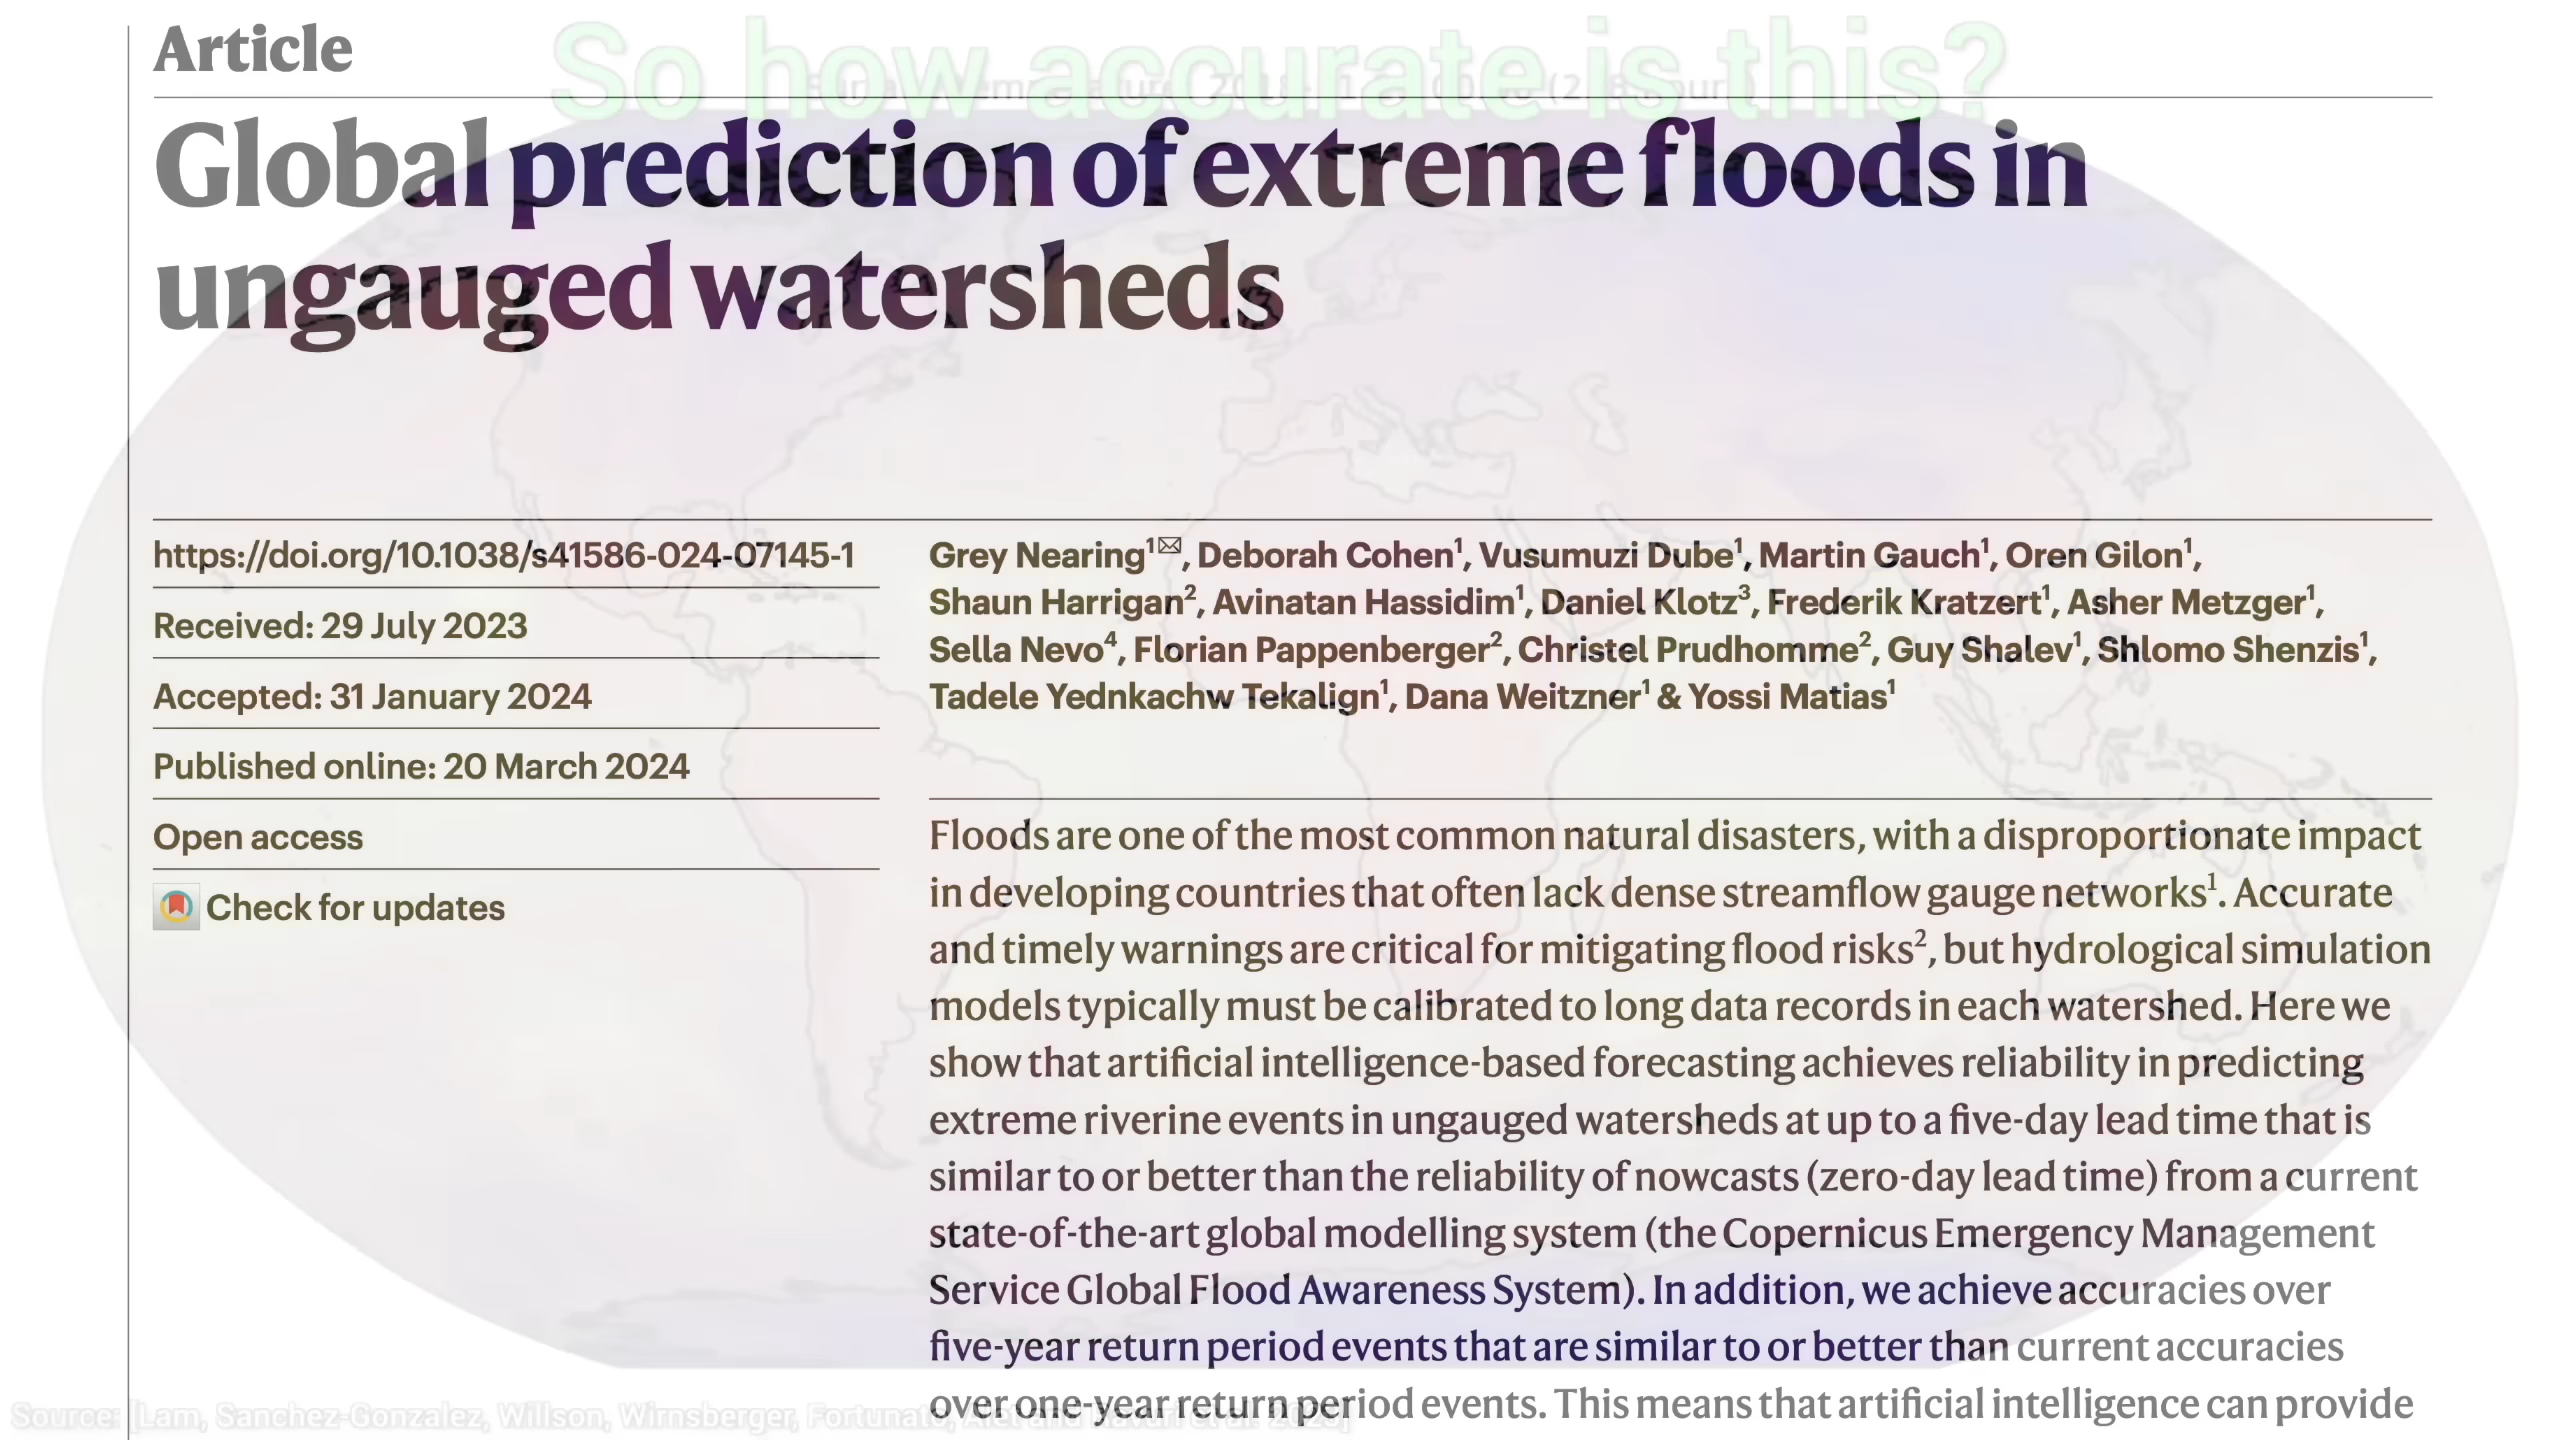 So how accurate is this?
Article
Global prediction of extreme floods in
ungauged watersheds
https://doi.org/10.1038/s41586-024-07145-1
Received: 29 July 2023
Accepted: 31 January 2024
Published online: 20 March 2024
Open access
Check for updates
Grey Nearing¹✉, Deborah Cohen¹, Vusumuzi Dube¹, Martin Gauch¹, Oren Gilon¹,
Shaun Harrigan², Avinatan Hassidim¹, Daniel Klotz³, Frederik Kratzert¹, Asher Metzger¹,
Sella Nevo⁴, Florian Pappenberger², Christel Prudhomme², Guy Shalev¹, Shlomo Shenzis¹,
Tadele Yednkachw Tekalign¹, Dana Weitzner¹ & Yossi Matias¹
Floods are one of the most common natural disasters, with a disproportionate impact
in developing countries that often lack dense streamflow gauge networks¹. Accurate
and timely warnings are critical for mitigating flood risks², but hydrological simulation
models typically must be calibrated to long data records in each watershed. Here we
show that artificial intelligence-based forecasting achieves reliability in predicting
extreme riverine events in ungauged watersheds at up to a five-day lead time that is
similar to or better than the reliability of nowcasts (zero-day lead time) from a current
state-of-the-art global modelling system (the Copernicus Emergency Management
Service Global Flood Awareness System). In addition, we achieve accuracies over
five-year return period events that are similar to or better than current accuracies
over one-year return period events. This means that artificial intelligence can provide
Source: [Lam, Sanchez-Gonzalez, Willson, Wirnsberger, Fortunato,